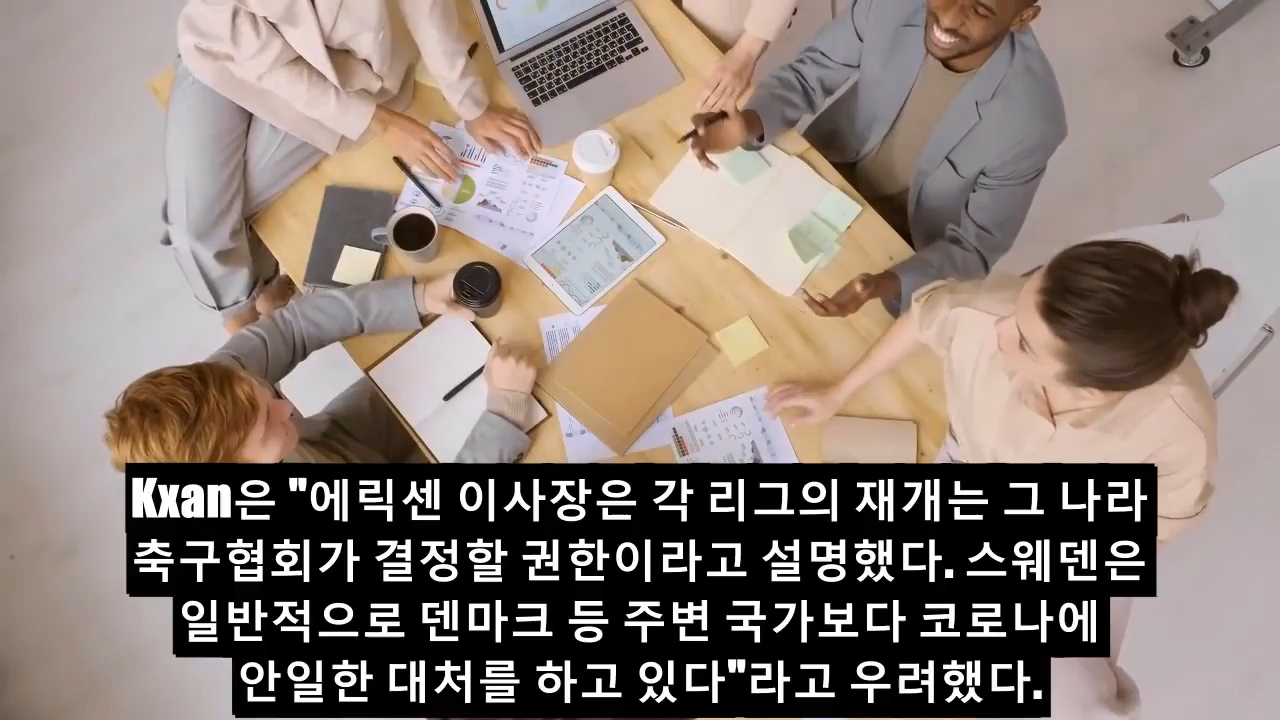 Kxan은 "에릭센 이사장은 각 리그의 재개는 그 나라
축구협회가 결정할 권한이라고 설명했다. 스웨덴은
일반적으로 덴마크 등 주변 국가보다 코로나에
안일한 대처를 하고 있다"라고 우려했다.